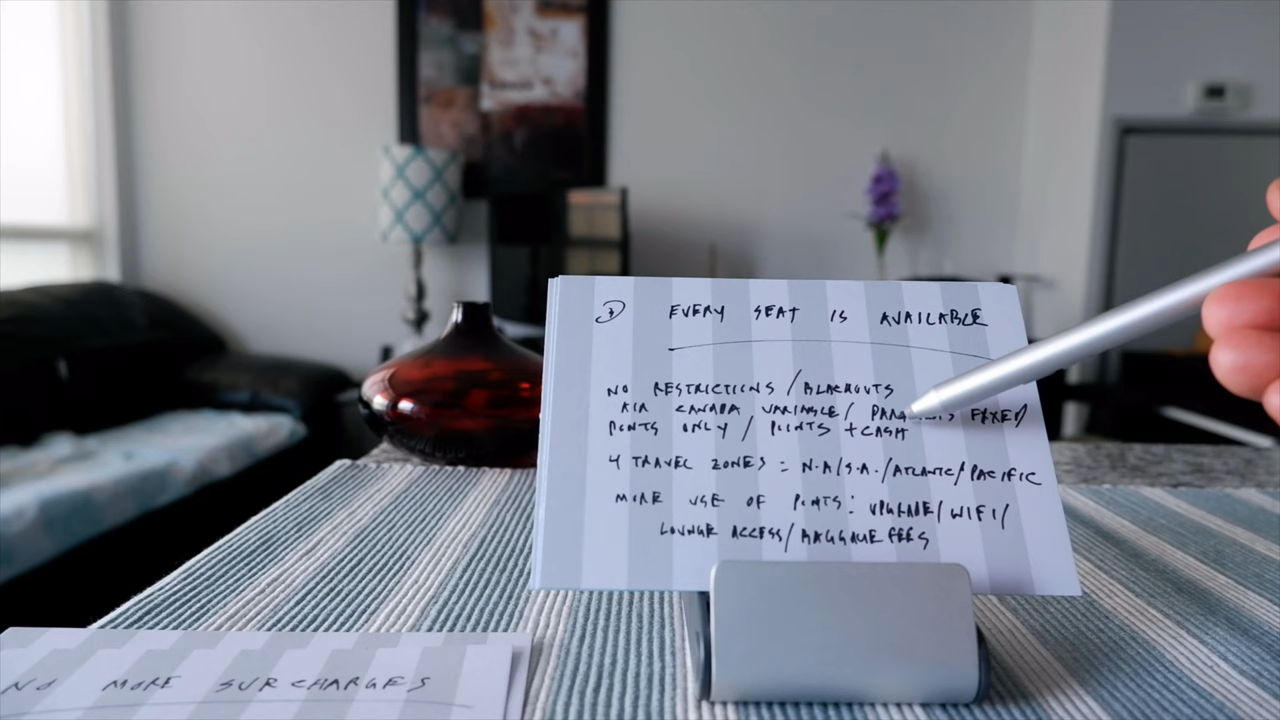 ② EVERY SEAT IS AVAILABLE
NO RESTRICTIONS / BLACKOUTS
AIR CANADA VARIABLE / FIXED
POINTS ONLY / POINTS + CASH
4 TRAVEL ZONES = N.A / S.A. / ATLANTIC / PACIFIC
MORE USE OF POINTS: UPGRADE / WIFI /
LOUNGE ACCESS / BAGGAGE FEES
NO MORE SURCHARGES